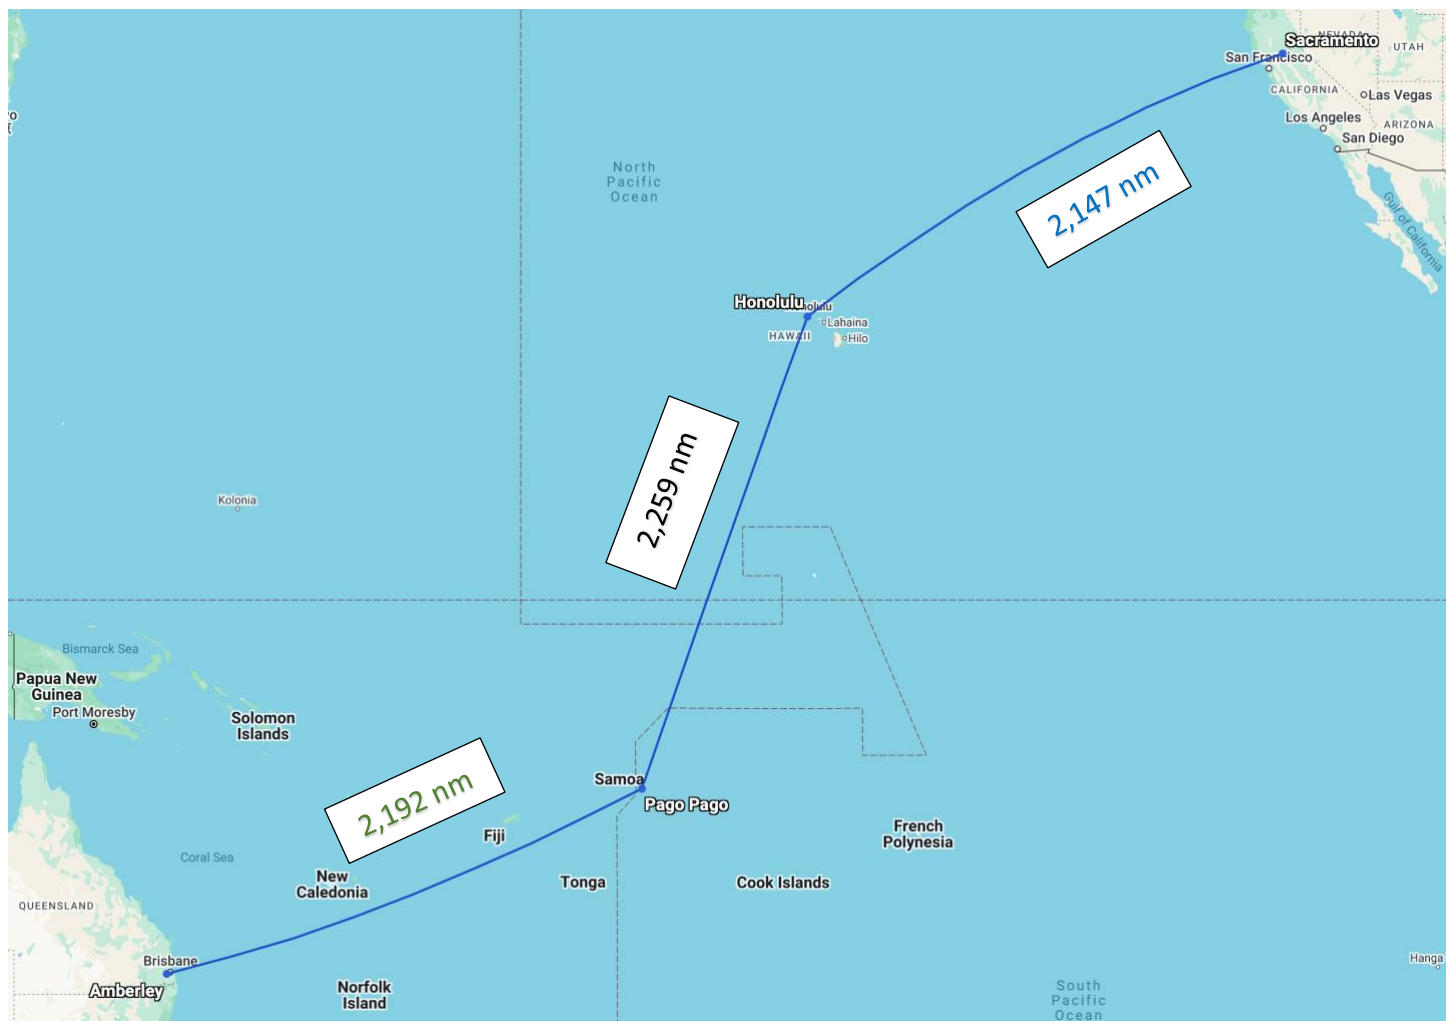 NEVADA
Sacramento
UTAH
San Francisco
CALIFORNIA
Las Vegas
Los Angeles
ARIZONA
San Diego
North
Pacific
Ocean
2,147 nm
Gulf of California
Honolulu
Honolulu
Lahaina
HAWAII
Hilo
2,259 nm
Kolonia
Bismarck Sea
Papua New
Guinea
Port Moresby
Solomon
Islands
2,192 nm
Samoa
Pago Pago
Fiji
French
Polynesia
Coral Sea
New
Caledonia
Tonga
Cook Islands
QUEENSLAND
Brisbane
Amberley
Norfolk
Island
Hanga
South
Pacific
Ocean